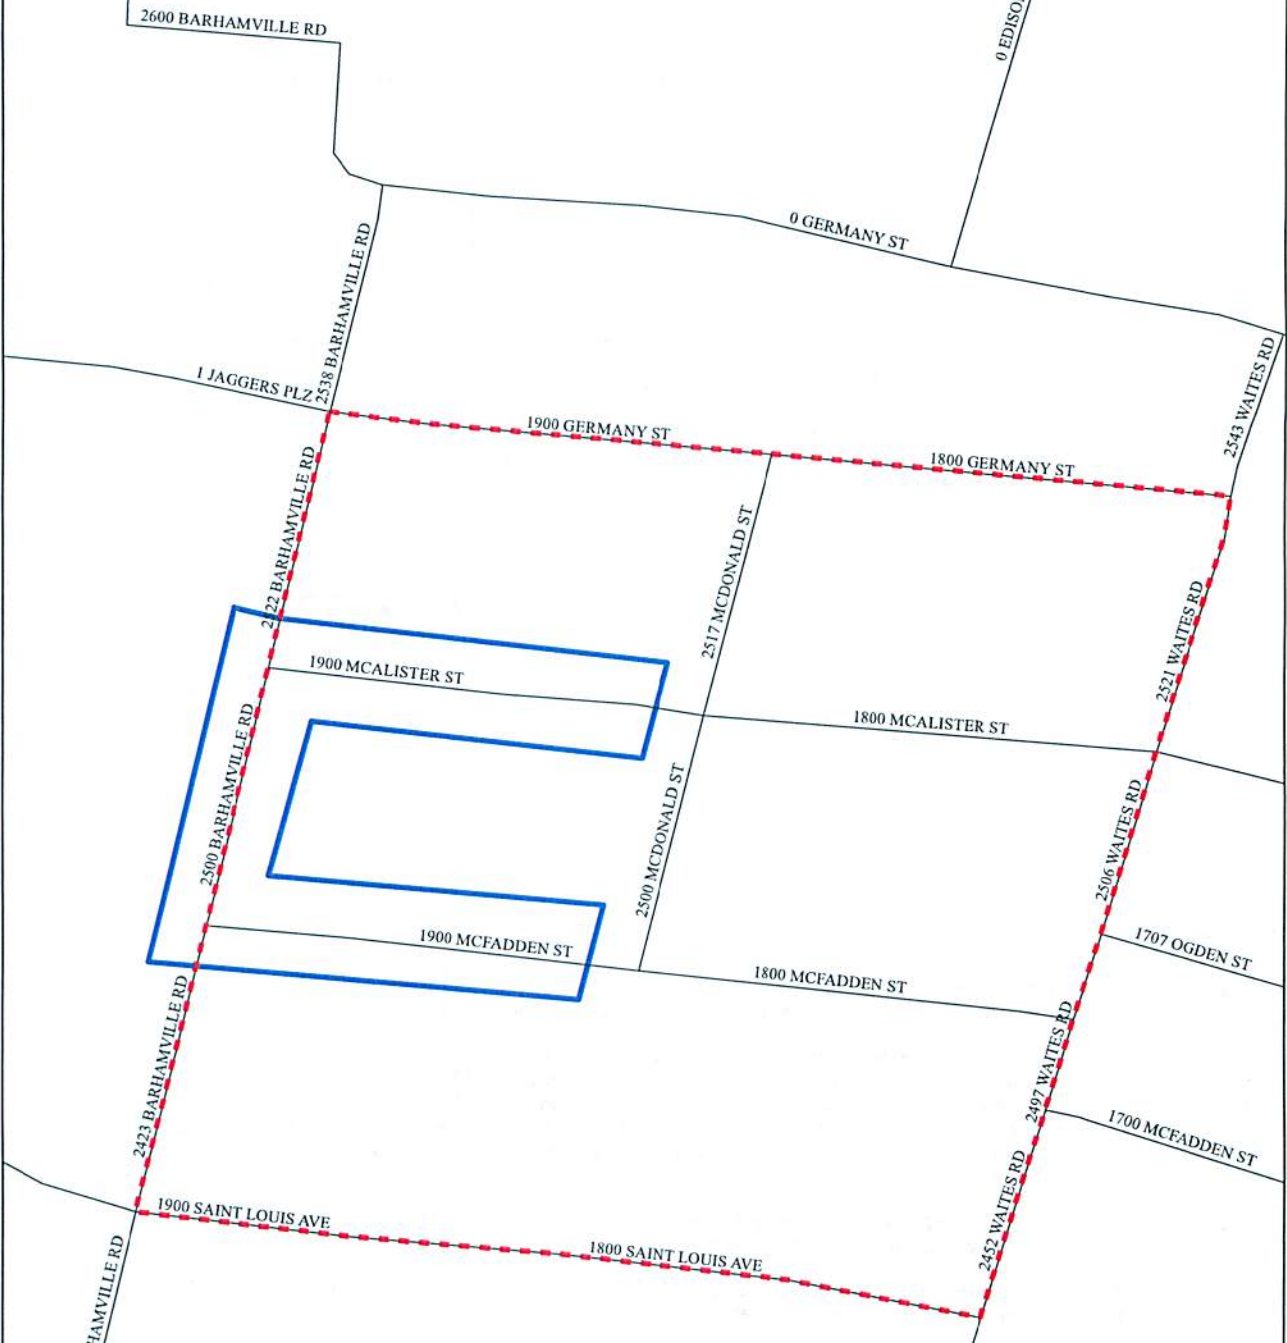 2600 BARHAMVILLE RD
0 GERMANY ST
2538 BARHAMVILLE RD
1 JAGGERS PLZ
2543 WAITES RD
1900 GERMANY ST
1800 GERMANY ST
2522 BARHAMVILLE RD
2517 MCDONALD ST
2521 WAITES RD
1900 MCALISTER ST
1800 MCALISTER ST
2500 BARHAMVILLE RD
2500 MCDONALD ST
2506 WAITES RD
1900 MCFADDEN ST
1707 OGDEN ST
1800 MCFADDEN ST
2423 BARHAMVILLE RD
2497 WAITES RD
1700 MCFADDEN ST
2452 WAITES RD
1900 SAINT LOUIS AVE
1800 SAINT LOUIS AVE
HAMVILLE RD